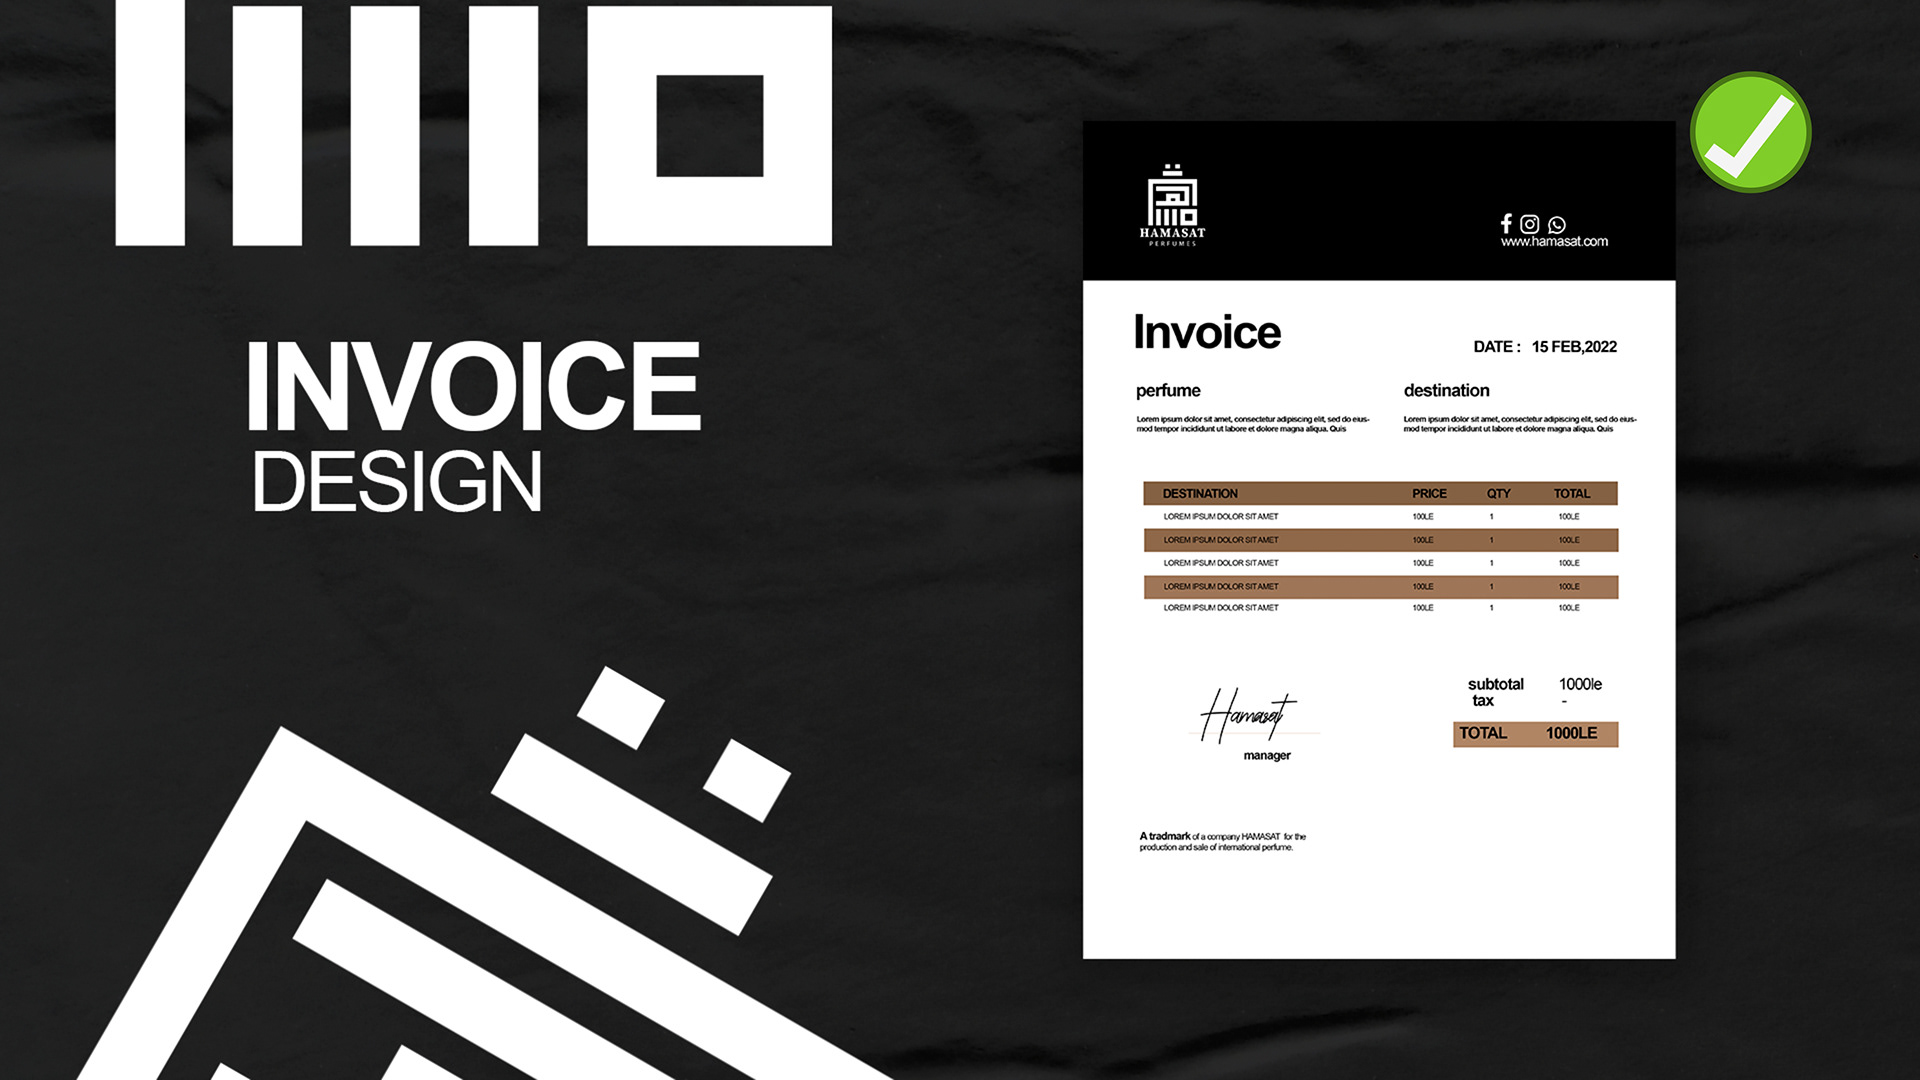 INVOICE
DESIGN
همسة
HAMASAT
PERFUMES
www.hamasat.com
Invoice
DATE : 15 FEB,2022
perfume
Lorem ipsum dolor sit amet, consectetur adipiscing elit, sed do eius-
mod tempor incididunt ut labore et dolore magna aliqua. Quis
destination
Lorem ipsum dolor sit amet, consectetur adipiscing elit, sed do eius-
mod tempor incididunt ut labore et dolore magna aliqua. Quis
DESTINATION PRICE QTY TOTAL
LOREM IPSUM DOLOR SIT AMET 100LE 1 100LE
LOREM IPSUM DOLOR SIT AMET 100LE 1 100LE
LOREM IPSUM DOLOR SIT AMET 100LE 1 100LE
LOREM IPSUM DOLOR SIT AMET 100LE 1 100LE
LOREM IPSUM DOLOR SIT AMET 100LE 1 100LE
subtotal 1000le
tax -
TOTAL 1000LE
Hamasat
manager
A tradmark of a company HAMASAT for the
production and sale of international perfume.